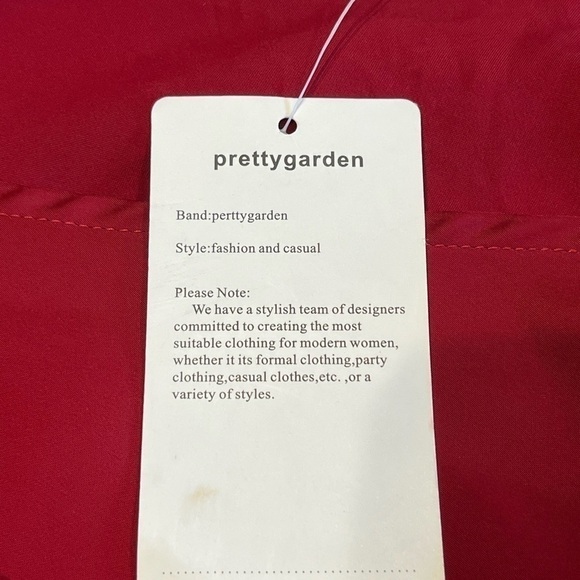 prettygarden
Band:perttygarden
Style:fashion and casual
Please Note:
We have a stylish team of designers
committed to creating the most
suitable clothing for modern women,
whether it its formal clothing,party
clothing,casual clothes,etc. ,or a
variety of styles.